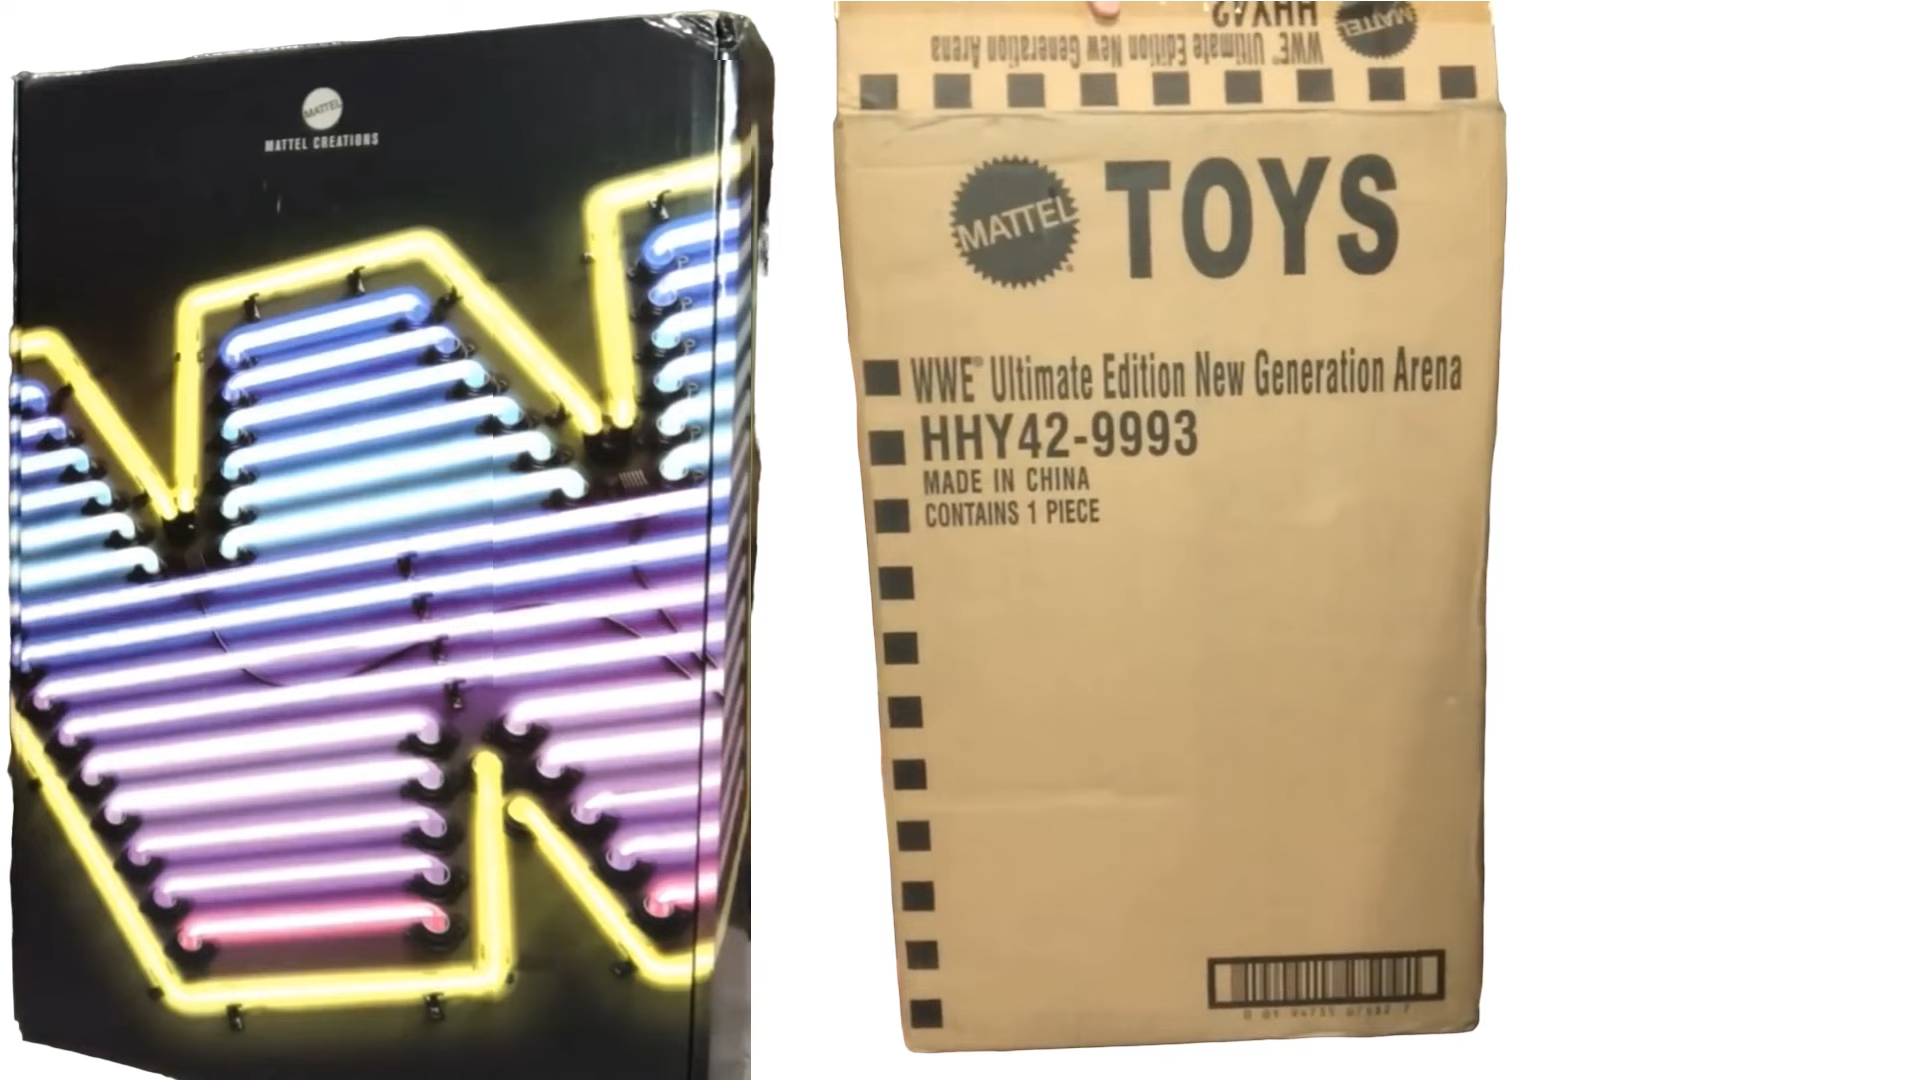 MATTEL
MATTEL CREATIONS
HHY42
MATTEL
WWE® Ultimate Edition New Generation Arena
MATTEL
TOYS
WWE® Ultimate Edition New Generation Arena
HHY42-9993
MADE IN CHINA
CONTAINS 1 PIECE